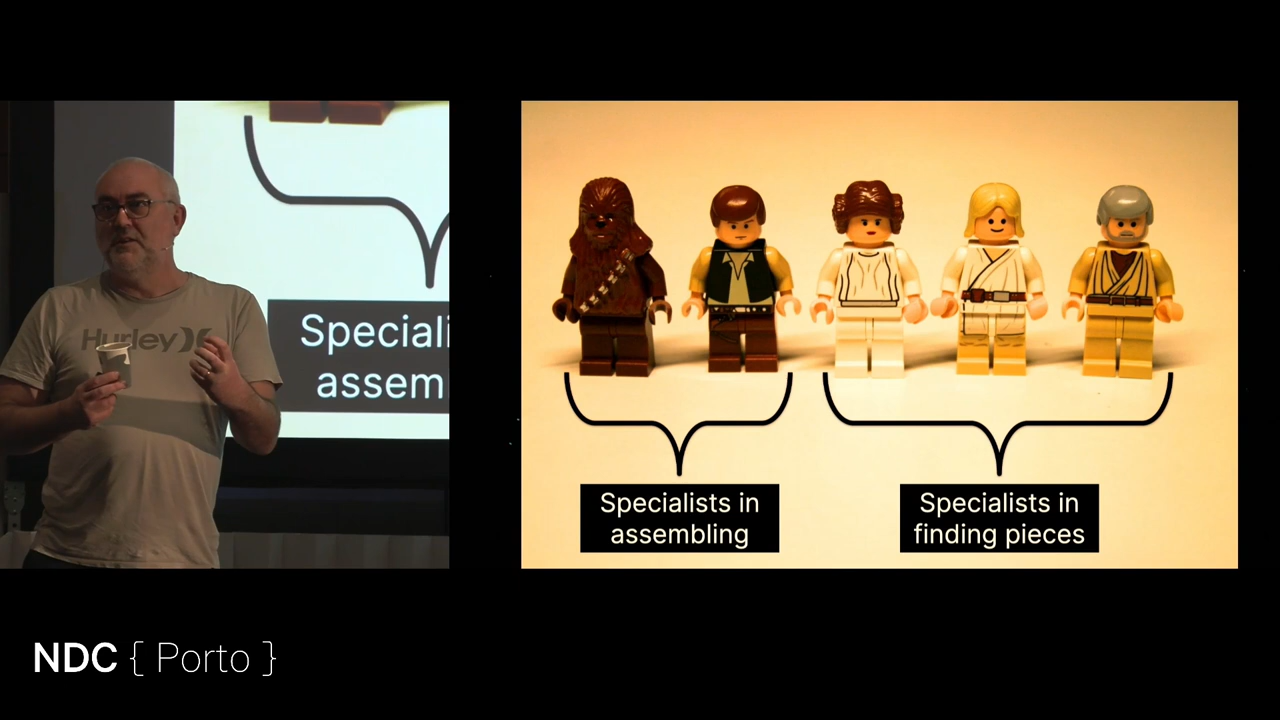 Hurley
Speciali
assem
Specialists in
assembling
Specialists in
finding pieces
NDC { Porto }